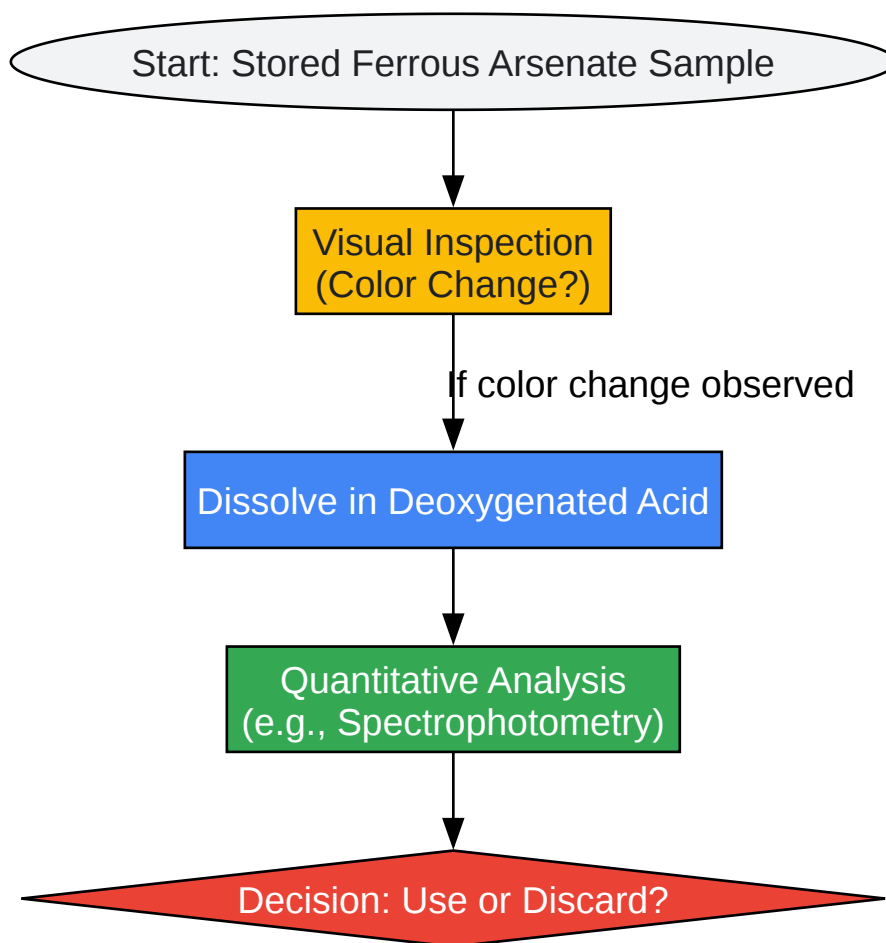 Start: Stored Ferrous Arsenate Sample
Visual Inspection
(Color Change?)
If color change observed
Dissolve in Deoxygenated Acid
Quantitative Analysis
(e.g., Spectrophotometry)
Decision: Use or Discard?